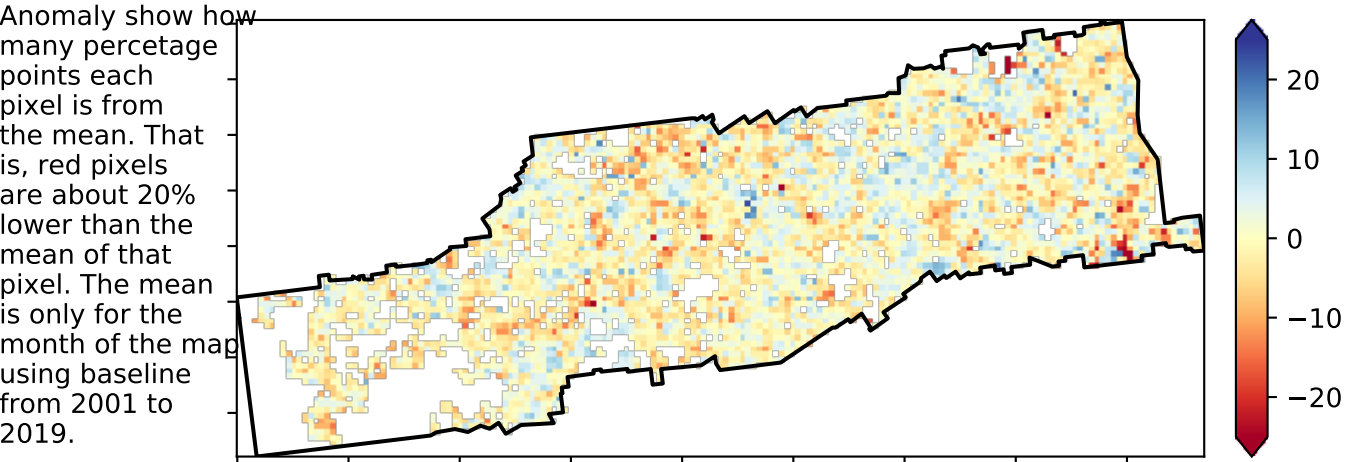 Anomaly show how
many percetage
points each
pixel is from
the mean. That
is, red pixels
are about 20%
lower than the
mean of that
pixel. The mean
is only for the
month of the map
using baseline
from 2001 to
2019.
20
10
0
−10
−20